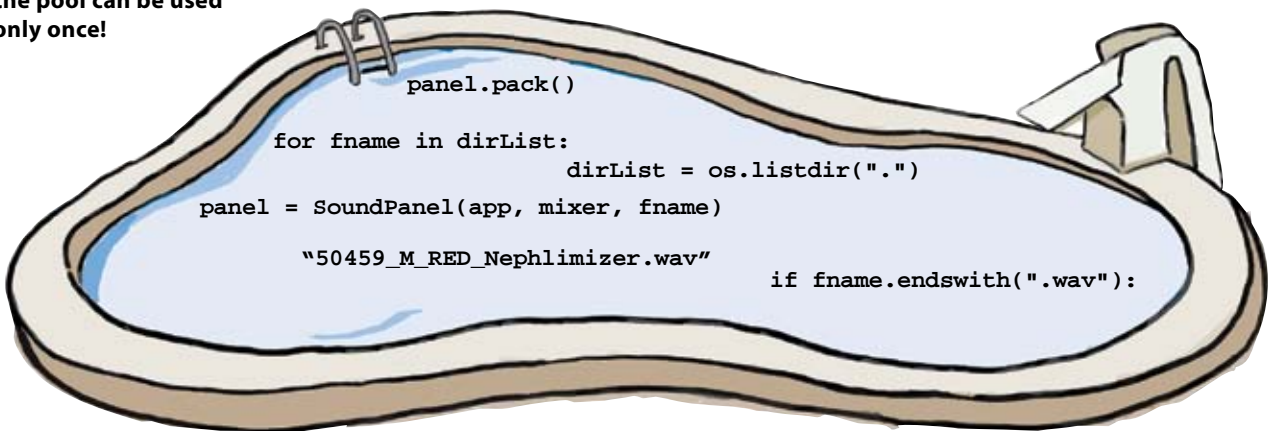 the pool can be used
only once!
panel.pack()
for fname in dirList:
dirList = os.listdir(".")
panel = SoundPanel(app, mixer, fname)
“50459_M_RED_Nephlimizer.wav”
if fname.endswith(".wav"):